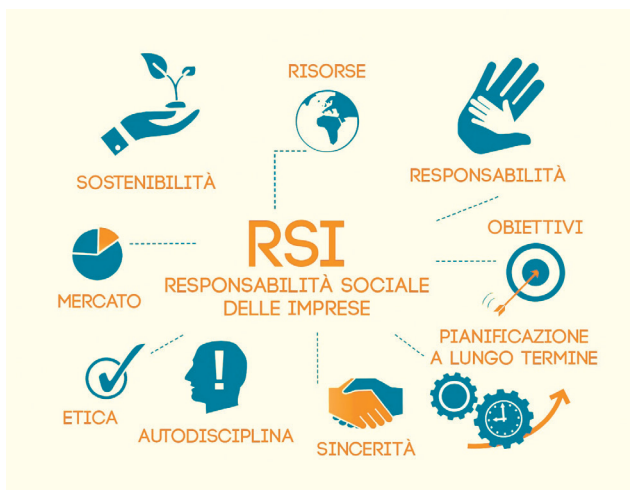 RISORSE
SOSTENIBILITÀ
RESPONSABILITÀ
RSI
RESPONSABILITÀ SOCIALE
DELLE IMPRESE
OBIETTIVI
MERCATO
PIANIFICAZIONE
A LUNGO TERMINE
ETICA
AUTODISCIPLINA
!
SINCERITÀ